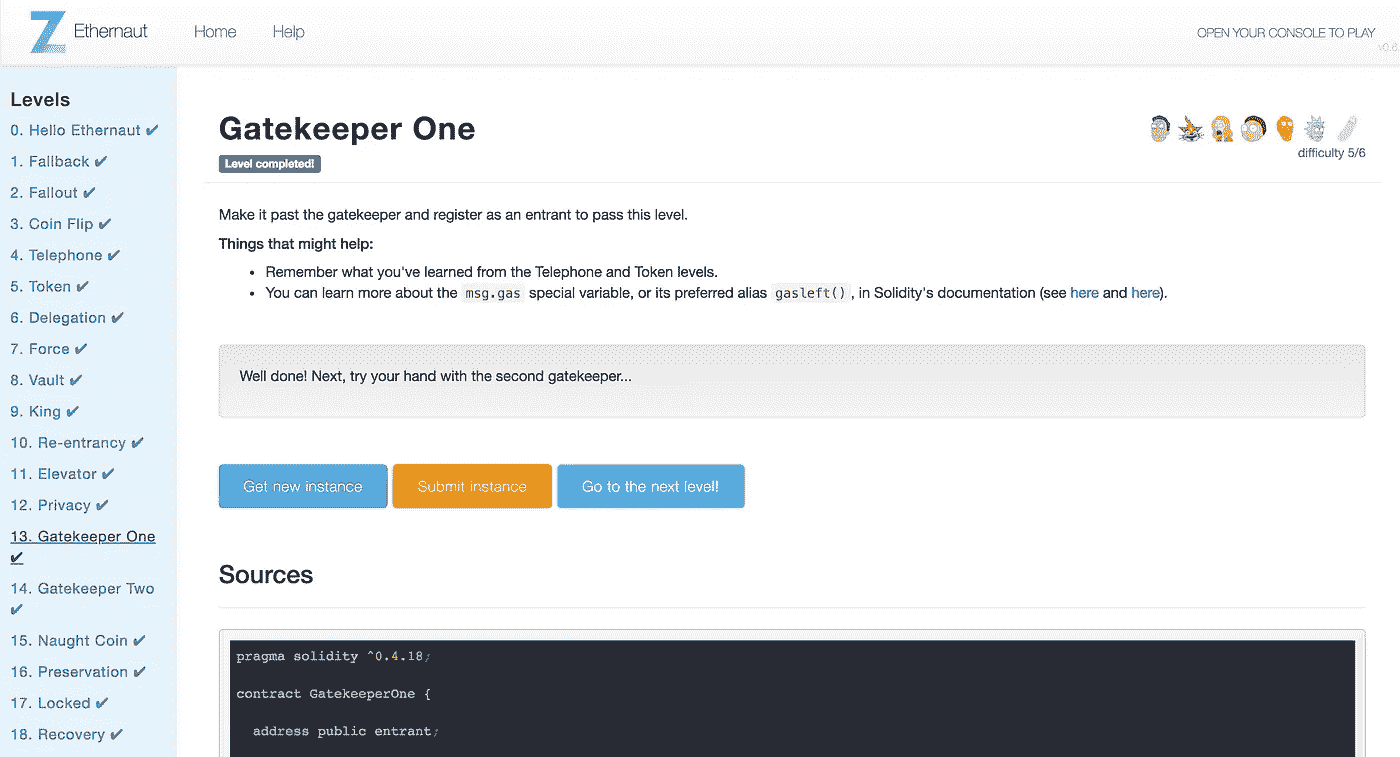 Ethernaut
Home
Help
OPEN YOUR CONSOLE TO PLAY
v0.6.
Levels
0. Hello Ethernaut ✔
1. Fallback ✔
2. Fallout ✔
3. Coin Flip ✔
4. Telephone ✔
5. Token ✔
6. Delegation ✔
7. Force ✔
8. Vault ✔
9. King ✔
10. Re-entrancy ✔
11. Elevator ✔
12. Privacy ✔
13. Gatekeeper One
✔
14. Gatekeeper Two
✔
15. Naught Coin ✔
16. Preservation ✔
17. Locked ✔
18. Recovery ✔
Gatekeeper One
Level completed!
difficulty 5/6
Make it past the gatekeeper and register as an entrant to pass this level.
Things that might help:
• Remember what you've learned from the Telephone and Token levels.
• You can learn more about the msg.gas special variable, or its preferred alias gasleft(), in Solidity's documentation (see here and here).
Well done! Next, try your hand with the second gatekeeper...
Get new instance
Submit instance
Go to the next level!
Sources
pragma solidity ^0.4.18;
contract GatekeeperOne {
address public entrant;